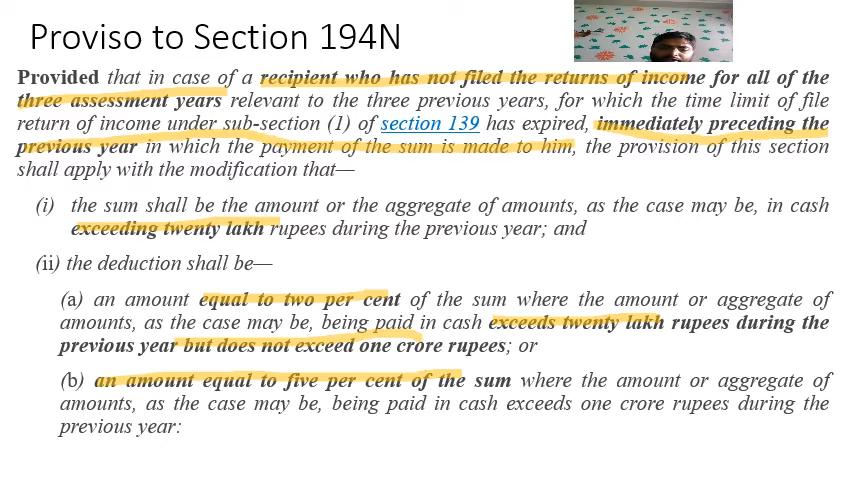 Proviso to Section 194N
Provided that in case of a recipient who has not filed the returns of income for all of the
three assessment years relevant to the three previous years, for which the time limit of file
return of income under sub-section (1) of section 139 has expired, immediately preceding the
previous year in which the payment of the sum is made to him, the provision of this section
shall apply with the modification that—
(i) the sum shall be the amount or the aggregate of amounts, as the case may be, in cash
exceeding twenty lakh rupees during the previous year; and
(ii) the deduction shall be—
(a) an amount equal to two per cent of the sum where the amount or aggregate of
amounts, as the case may be, being paid in cash exceeds twenty lakh rupees during the
previous year but does not exceed one crore rupees; or
(b) an amount equal to five per cent of the sum where the amount or aggregate of
amounts, as the case may be, being paid in cash exceeds one crore rupees during the
previous year: